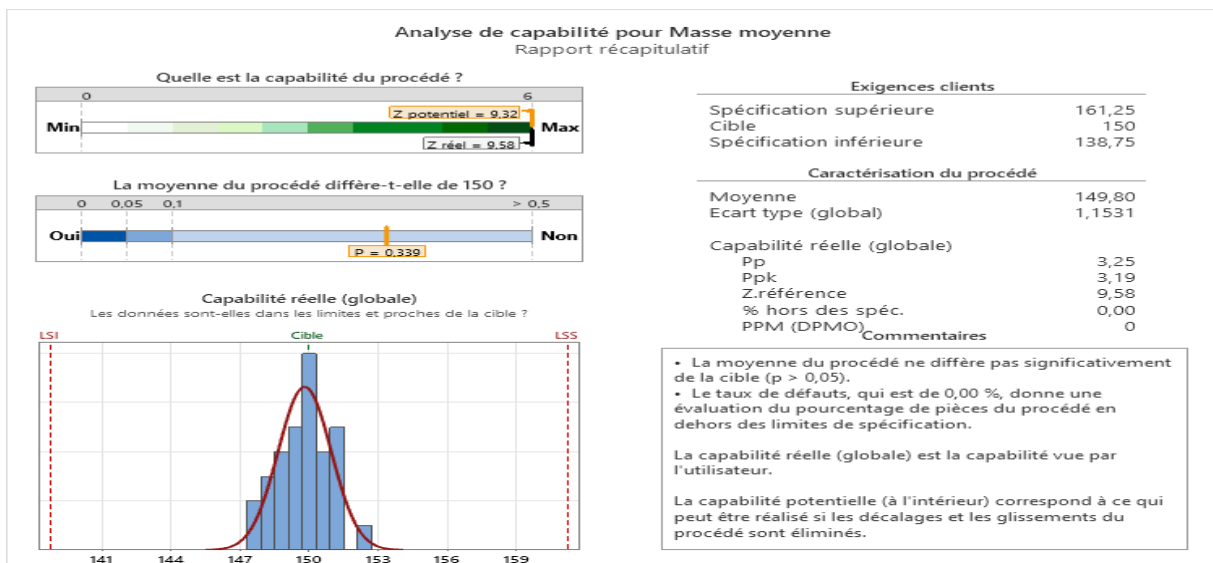 Analyse de capabilité pour Masse moyenne
Rapport récapitulatif
Quelle est la capabilité du procédé ?
0 6
Z potentiel = 9,32
Min Max
Z réel = 9,58
La moyenne du procédé diffère-t-elle de 150 ?
0 0,05 0,1 > 0,5
Oui Non
P = 0,339
Capabilité réelle (globale)
Les données sont-elles dans les limites et proches de la cible ?
LSI Cible LSS
141 144 147 150 153 156 159
Exigences clients
Spécification supérieure 161,25
Cible 150
Spécification inférieure 138,75
Caractérisation du procédé
Moyenne 149,80
Ecart type (global) 1,1531
Capabilité réelle (globale)
Pp 3,25
Ppk 3,19
Z.référence 9,58
% hors des spéc. 0,00
PPM (DPMO) 0
Commentaires
• La moyenne du procédé ne diffère pas significativement
de la cible (p > 0,05).
• Le taux de défauts, qui est de 0,00 %, donne une
évaluation du pourcentage de pièces du procédé en
dehors des limites de spécification.
La capabilité réelle (globale) est la capabilité vue par
l'utilisateur.
La capabilité potentielle (à l'intérieur) correspond à ce qui
peut être réalisé si les décalages et les glissements du
procédé sont éliminés.